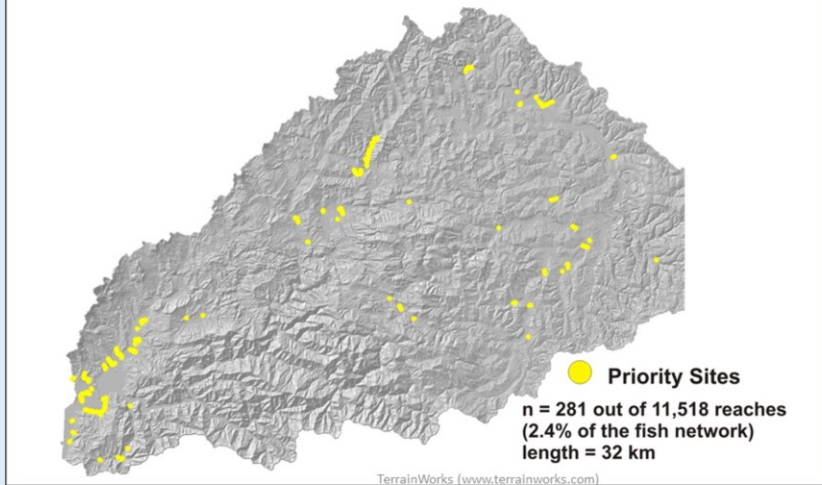 Priority Sites
n = 281 out of 11,518 reaches
(2.4% of the fish network)
length = 32 km
TerrainWorks (www.terrainworks.com)